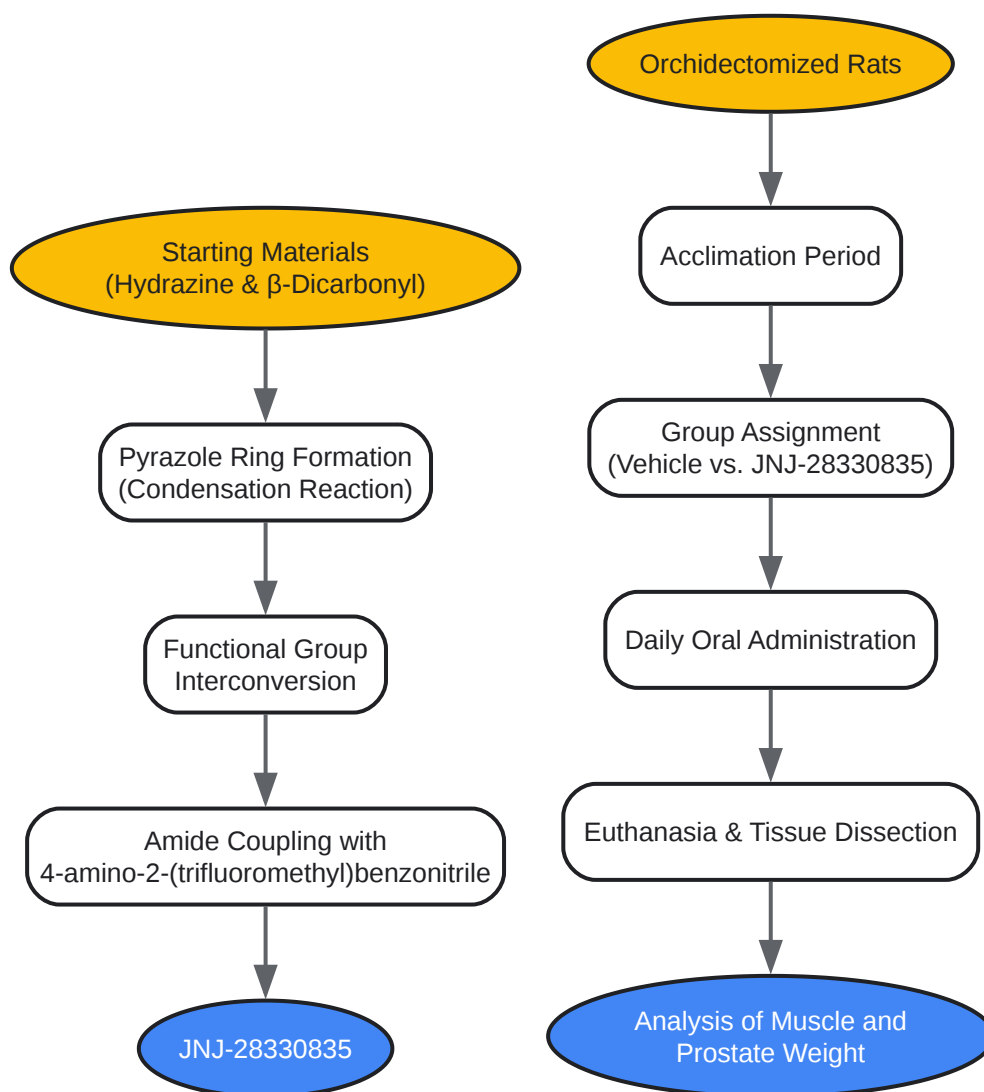 Starting Materials
(Hydrazine & β-Dicarbonyl)
Pyrazole Ring Formation
(Condensation Reaction)
Functional Group
Interconversion
Amide Coupling with
4-amino-2-(trifluoromethyl)benzonitrile
JNJ-28330835
Orchidectomized Rats
Acclimation Period
Group Assignment
(Vehicle vs. JNJ-28330835)
Daily Oral Administration
Euthanasia & Tissue Dissection
Analysis of Muscle and
Prostate Weight